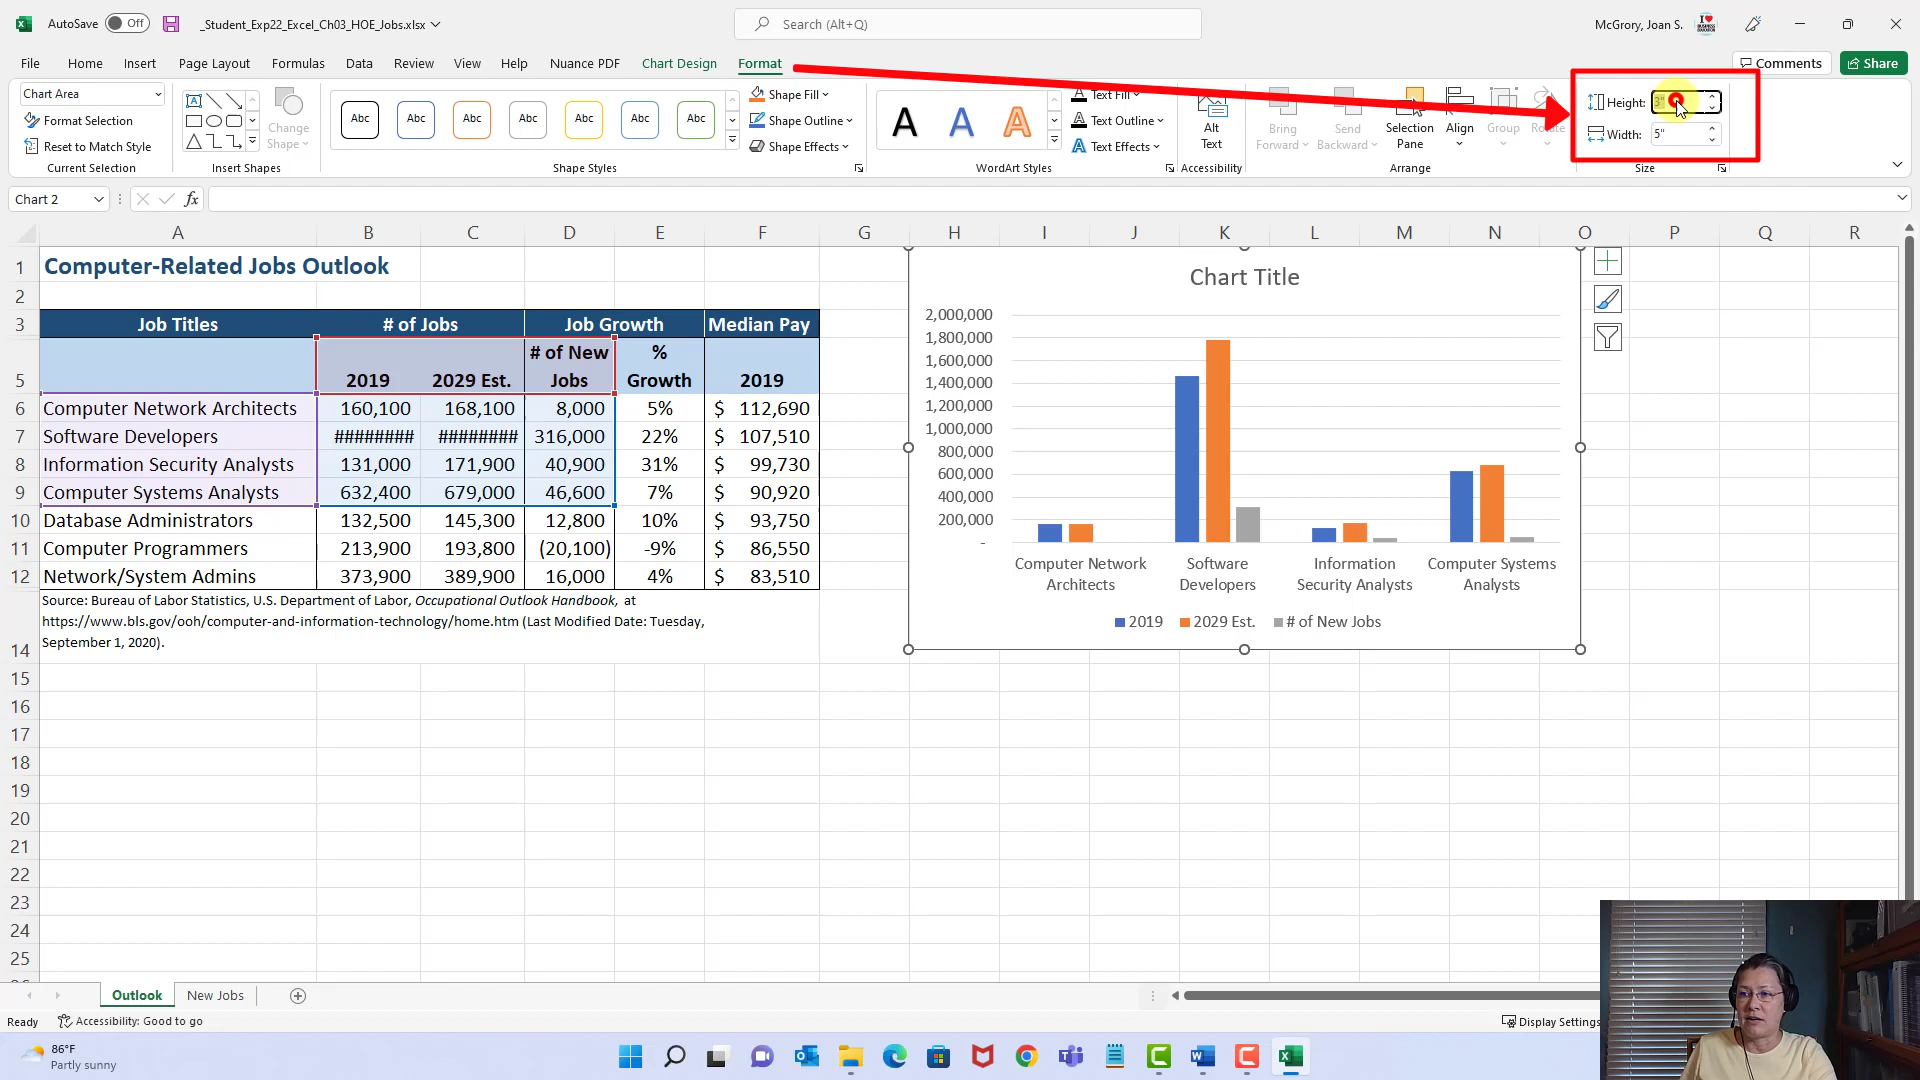 AutoSave Off _Student_Exp22_Excel_Ch03_HOE_Jobs.xlsx Search (Alt+Q) McGrory, Joan S.
File Home Insert Page Layout Formulas Data Review View Help Nuance PDF Chart Design Format Comments Share
Chart Area
Format Selection
Reset to Match Style
Current Selection
Change
Shape
Insert Shapes
Abc Abc Abc Abc Abc Abc Abc
Shape Fill
Shape Outline
Shape Effects
Shape Styles
A A A
Text Fill
Text Outline
Text Effects
WordArt Styles
Alt
Text
Accessibility
Bring
Forward
Send
Backward
Selection
Pane
Align
Group
Rotate
Arrange
Height: 3"
Width: 5"
Size
Chart 2 fx
A B C D E F G H I J K L M N O P Q R
1 Computer-Related Jobs Outlook
2
3 Job Titles # of Jobs Job Growth Median Pay
# of New %
5 2019 2029 Est. Jobs Growth 2019
6 Computer Network Architects 160,100 168,100 8,000 5% $ 112,690
7 Software Developers ######## ######## 316,000 22% $ 107,510
8 Information Security Analysts 131,000 171,900 40,900 31% $ 99,730
9 Computer Systems Analysts 632,400 679,000 46,600 7% $ 90,920
10 Database Administrators 132,500 145,300 12,800 10% $ 93,750
11 Computer Programmers 213,900 193,800 (20,100) -9% $ 86,550
12 Network/System Admins 373,900 389,900 16,000 4% $ 83,510
Source: Bureau of Labor Statistics, U.S. Department of Labor, Occupational Outlook Handbook, at
https://www.bls.gov/ooh/computer-and-information-technology/home.htm (Last Modified Date: Tuesday,
September 1, 2020).
14
15
16
17
18
19
20
21
22
23
24
25
Chart Title
2,000,000
1,800,000
1,600,000
1,400,000
1,200,000
1,000,000
800,000
600,000
400,000
200,000
-
Computer Network
Architects
Software
Developers
Information
Security Analysts
Computer Systems
Analysts
2019 2029 Est. # of New Jobs
Outlook New Jobs
Ready Accessibility: Good to go Display Settings
86°F
Partly sunny